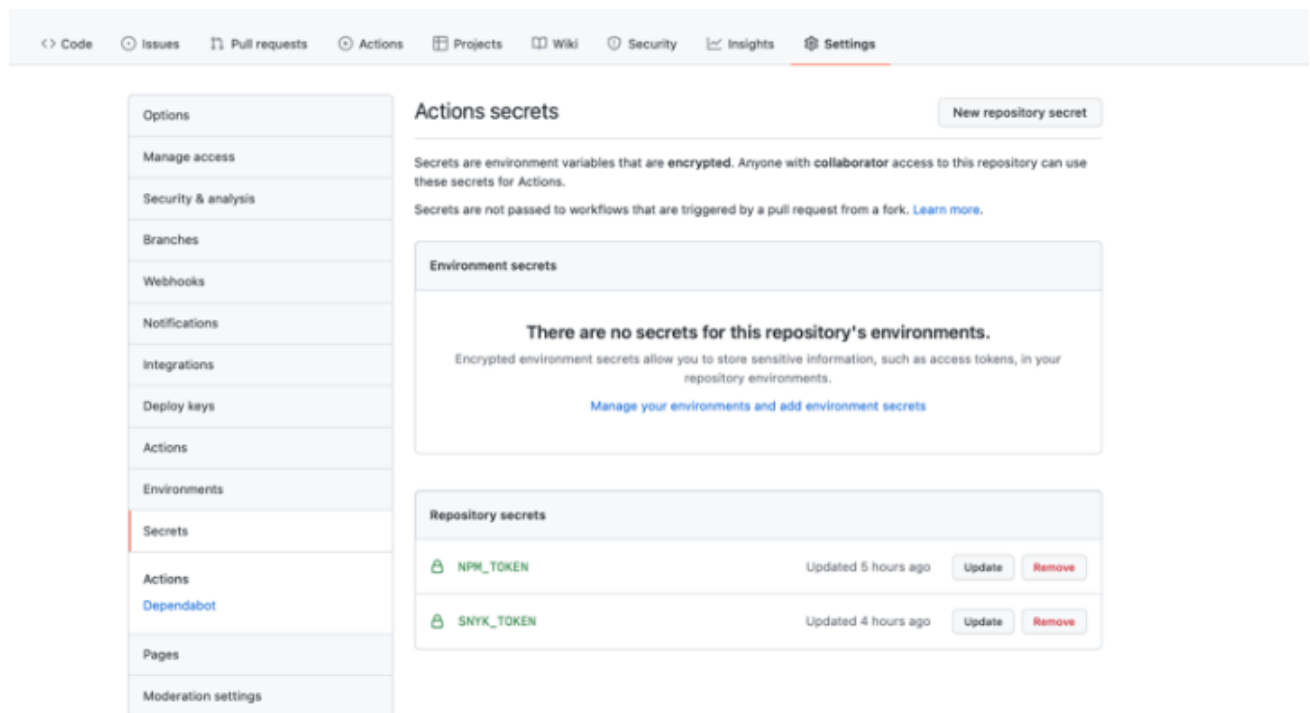 Code Issues Pull requests Actions Projects Wiki Security Insights Settings
Options
Manage access
Security & analysis
Branches
Webhooks
Notifications
Integrations
Deploy keys
Actions
Environments
Secrets
Actions
Dependabot
Pages
Moderation settings
Actions secrets
New repository secret
Secrets are environment variables that are encrypted. Anyone with collaborator access to this repository can use
these secrets for Actions.
Secrets are not passed to workflows that are triggered by a pull request from a fork. Learn more.
Environment secrets
There are no secrets for this repository's environments.
Encrypted environment secrets allow you to store sensitive information, such as access tokens, in your
repository environments.
Manage your environments and add environment secrets
Repository secrets
NPM_TOKEN Updated 5 hours ago Update Remove
SNYK_TOKEN Updated 4 hours ago Update Remove